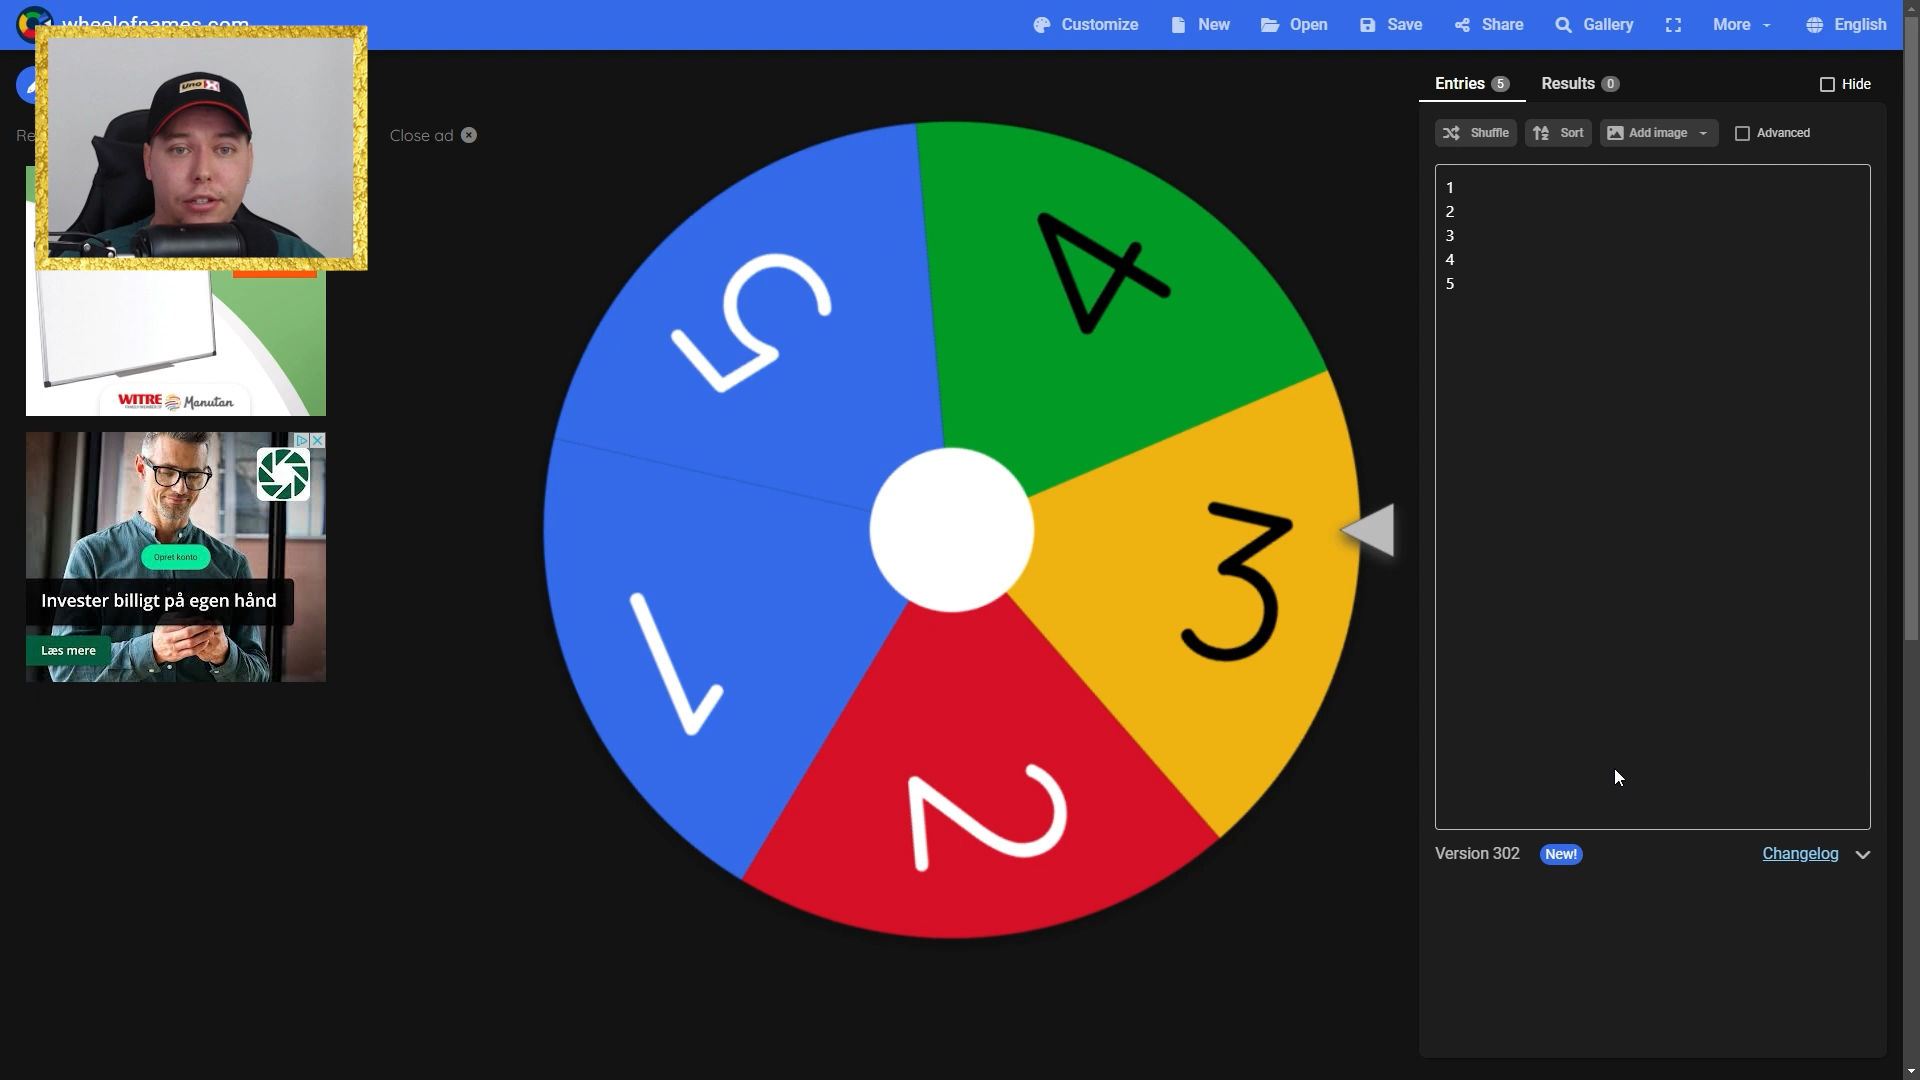 wheelofnames.com
Customize
New
Open
Save
Share
Gallery
More
English
Uno X
Close ad
Entries 5
Results 0
Hide
Shuffle
Sort
Add image
Advanced
1
2
3
4
5
4
5
3
1
2
WITRE Manutan
Opret konto
Invester billigt på egen hånd
Læs mere
Version 302
New!
Changelog